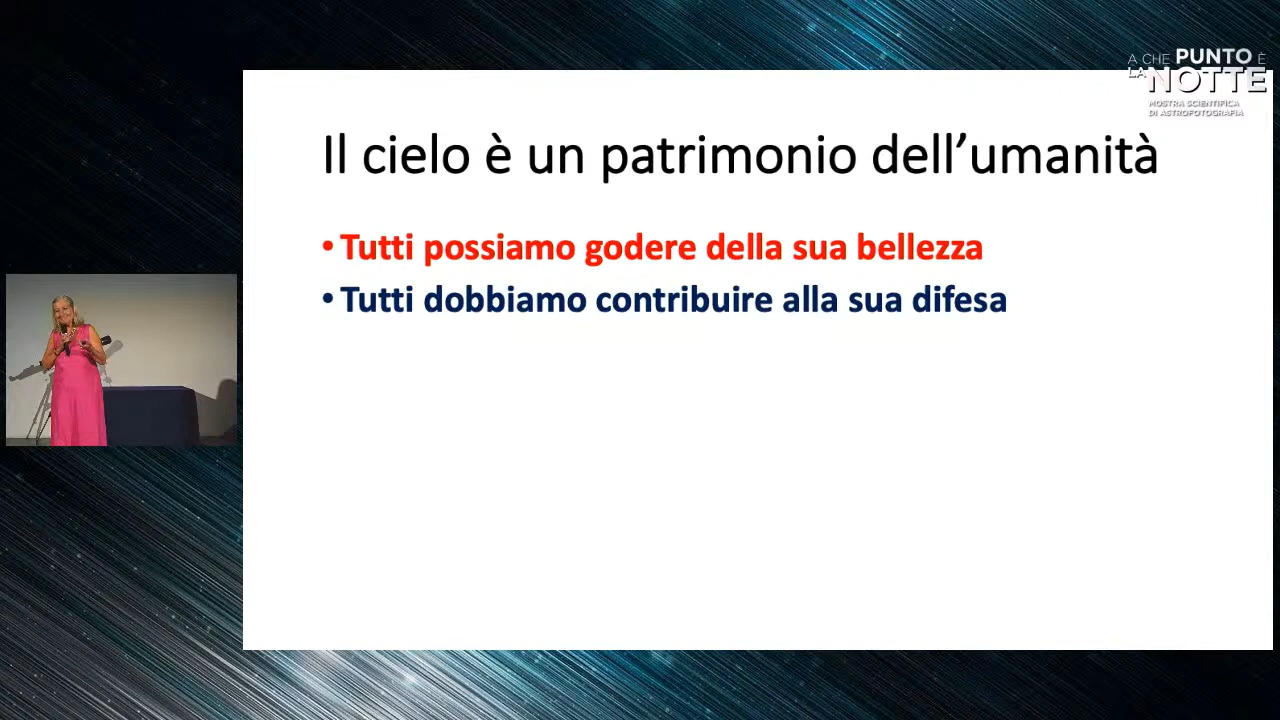 A CHE PUNTO È
LA NOTTE
MOSTRA SCIENTIFICA
DI ASTROFOTOGRAFIA
Il cielo è un patrimonio dell’umanità
• Tutti possiamo godere della sua bellezza
• Tutti dobbiamo contribuire alla sua difesa